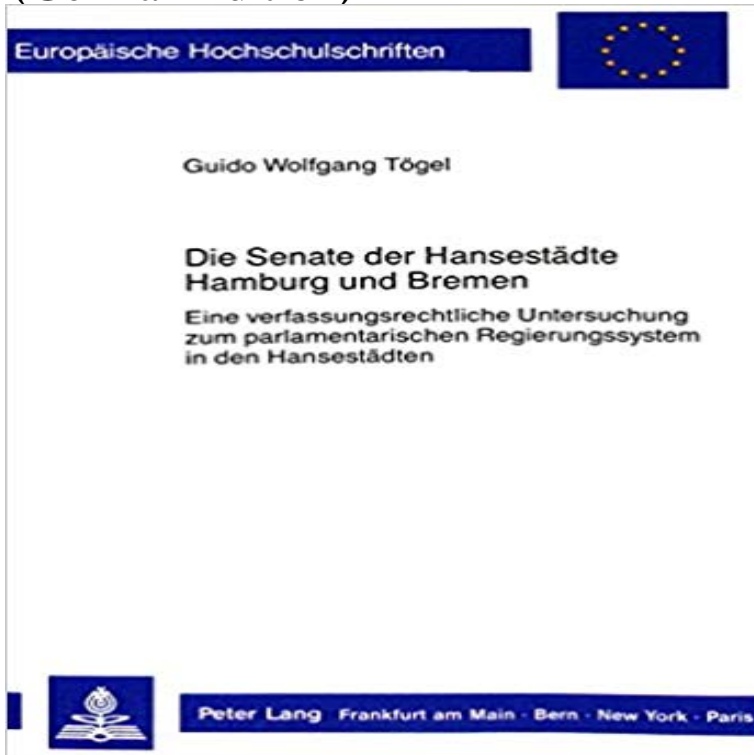 Europäische Hochschulschriften
Guido Wolfgang Tögel
Die Senate der Hansestädte
Hamburg und Bremen
Eine verfassungsrechtliche Untersuchung
zum parlamentarischen Regierungssystem
in den Hansestädten
Peter Lang Frankfurt am Main · Bern · New York · Paris